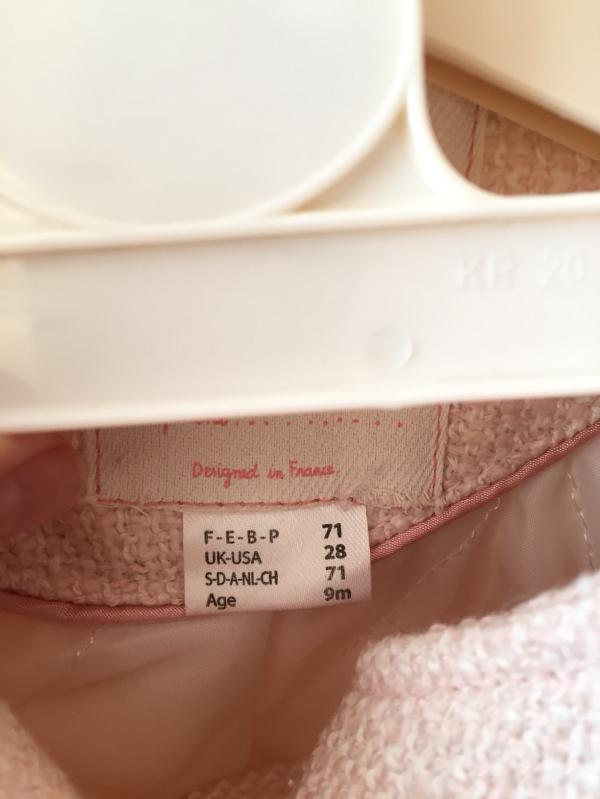 KR 20
Designed in France.
F-E-B-P 71
UK-USA 28
S-D-A-NL-CH 71
Age 9m